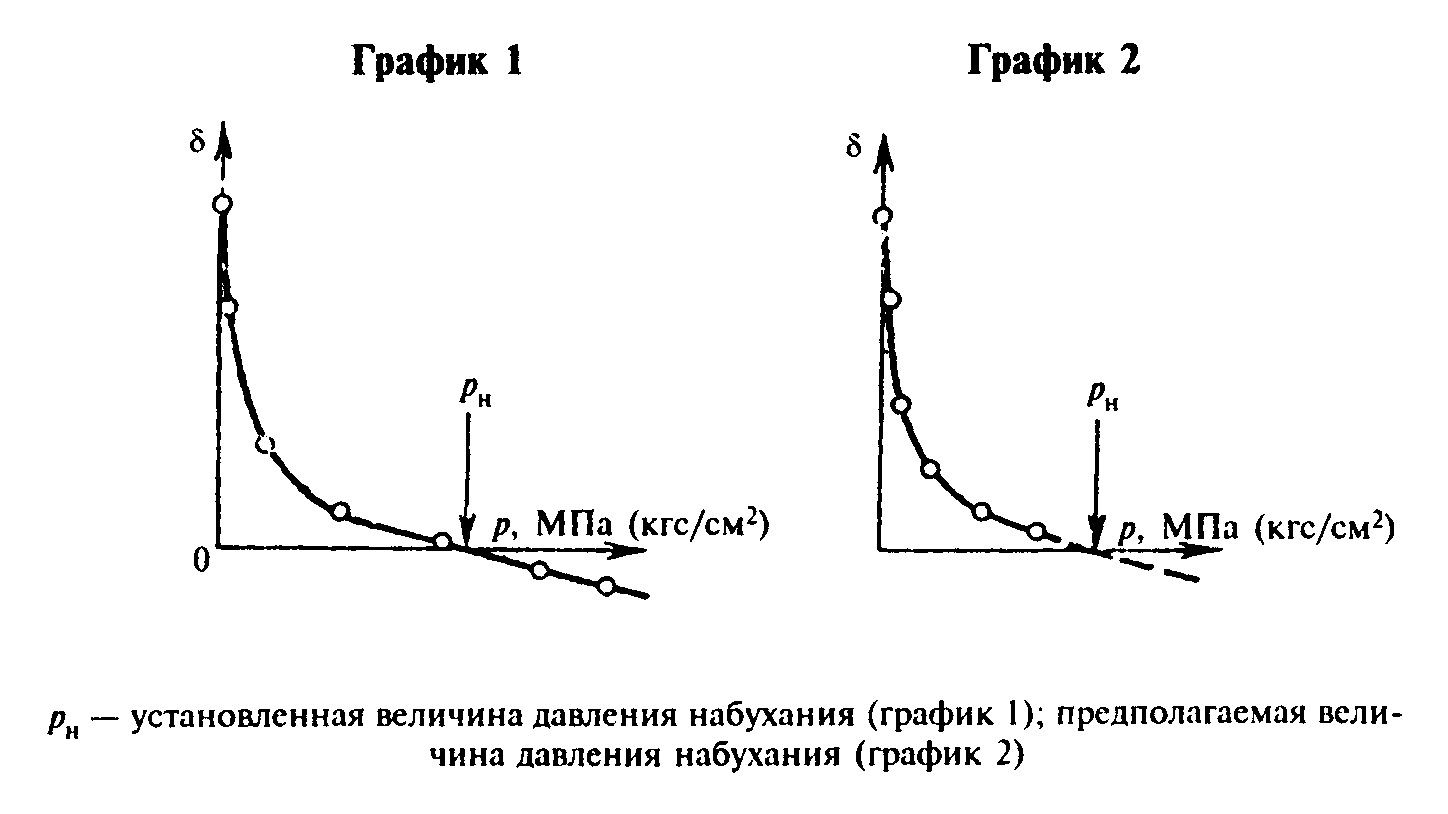 График 1
График 2
δ
δ
pн
pн
p, МПа (кгс/см²)
p, МПа (кгс/см²)
0
pн — установленная величина давления набухания (график 1); предполагаемая вели-
чина давления набухания (график 2)